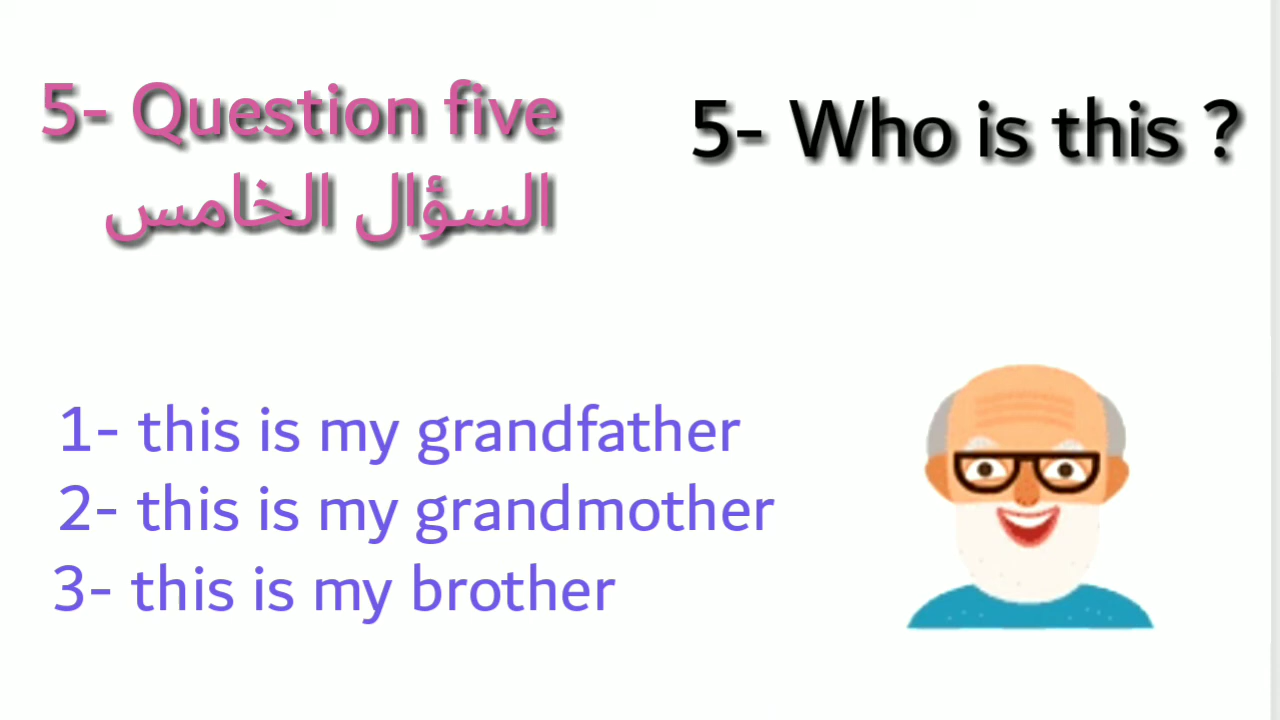 5- Question five
السؤال الخامس
5- Who is this ?
1- this is my grandfather
2- this is my grandmother
3- this is my brother